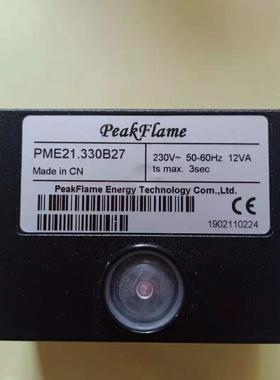 PeakFlame
PME21.330B27
Made in CN
230V~ 50-60Hz 12VA
ts max. 3sec
PeakFlame Energy Technology Com.,Ltd.
1902110224